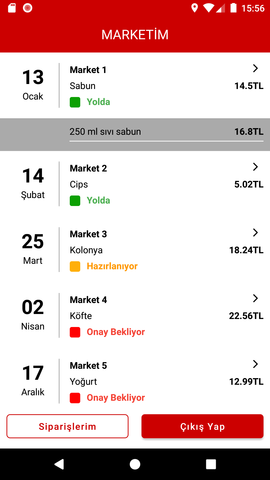 15:56
MARKETİM
13
Ocak
Market 1
Sabun
14.5TL
Yolda
250 ml sıvı sabun
16.8TL
14
Şubat
Market 2
Cips
5.02TL
Yolda
25
Mart
Market 3
Kolonya
18.24TL
Hazırlanıyor
02
Nisan
Market 4
Köfte
22.56TL
Onay Bekliyor
17
Aralık
Market 5
Yoğurt
12.99TL
Onay Bekliyor
Siparişlerim
Çıkış Yap